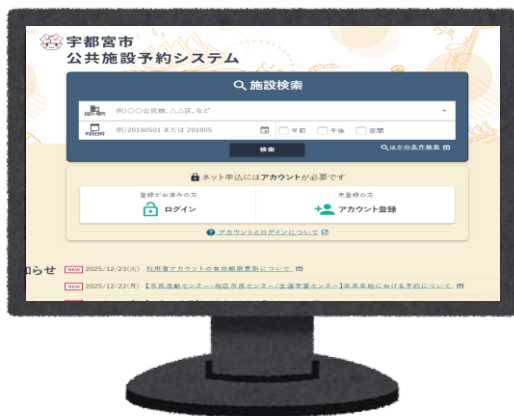 宇都宮市
公共施設予約システム
施設検索
例)○○公民館、△△区、など
例)20190501 または 201905 午前 午後 夜間
検索 ほかの条件検索
ネット申込にはアカウントが必要です
登録がお済みの方 未登録の方
ログイン アカウント登録
アカウントとログインについて
らせ NEW 2025/12/23(火) 利用者アカウントの有効期限更新について
NEW 2025/12/22(月) 【市民活動センター・地区市民センター/生涯学習センター】年末年始における予約について